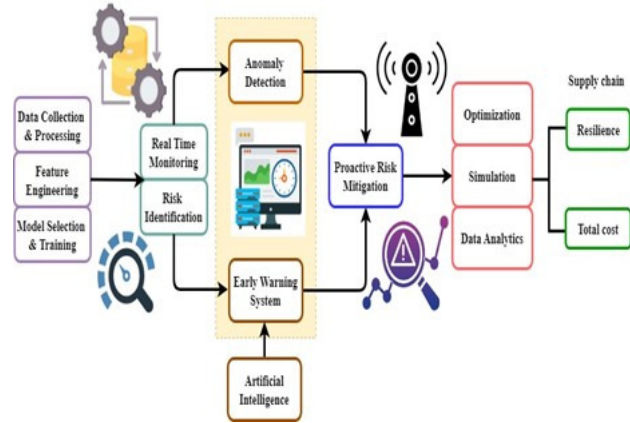 Data Collection
& Processing
Feature
Engineering
Model Selection
& Training
Real Time
Monitoring
Risk
Identification
Anomaly
Detection
Early Warning
System
Artificial
Intelligence
Proactive Risk
Mitigation
Optimization
Simulation
Data Analytics
Supply chain
Resilience
Total cost